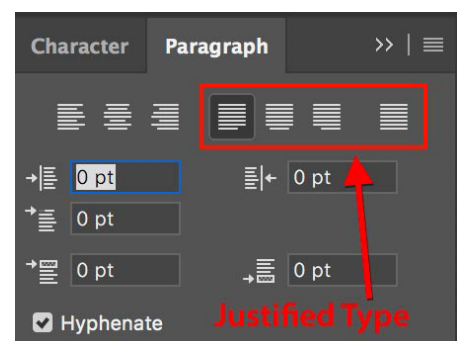 Character Paragraph >> | ≡
0 pt 0 pt
0 pt
0 pt 0 pt
Hyphenate Justified Type